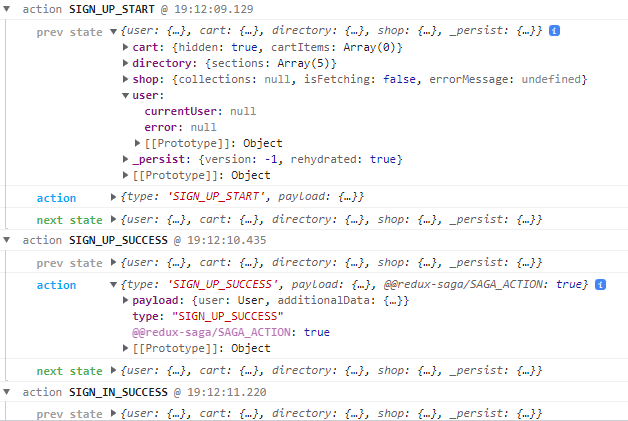 action SIGN_UP_START @ 19:12:09.129
prev state {user: {…}, cart: {…}, directory: {…}, shop: {…}, _persist: {…}} i
cart: {hidden: true, cartItems: Array(0)}
directory: {sections: Array(5)}
shop: {collections: null, isFetching: false, errorMessage: undefined}
user:
currentUser: null
error: null
[[Prototype]]: Object
_persist: {version: -1, rehydrated: true}
[[Prototype]]: Object
action {type: 'SIGN_UP_START', payload: {…}}
next state {user: {…}, cart: {…}, directory: {…}, shop: {…}, _persist: {…}}
action SIGN_UP_SUCCESS @ 19:12:10.435
prev state {user: {…}, cart: {…}, directory: {…}, shop: {…}, _persist: {…}}
action {type: 'SIGN_UP_SUCCESS', payload: {…}, @@redux-saga/SAGA_ACTION: true} i
payload: {user: User, additionalData: {…}}
type: "SIGN_UP_SUCCESS"
@@redux-saga/SAGA_ACTION: true
[[Prototype]]: Object
next state {user: {…}, cart: {…}, directory: {…}, shop: {…}, _persist: {…}}
action SIGN_IN_SUCCESS @ 19:12:11.220
prev state {user: {…}, cart: {…}, directory: {…}, shop: {…}, _persist: {…}}